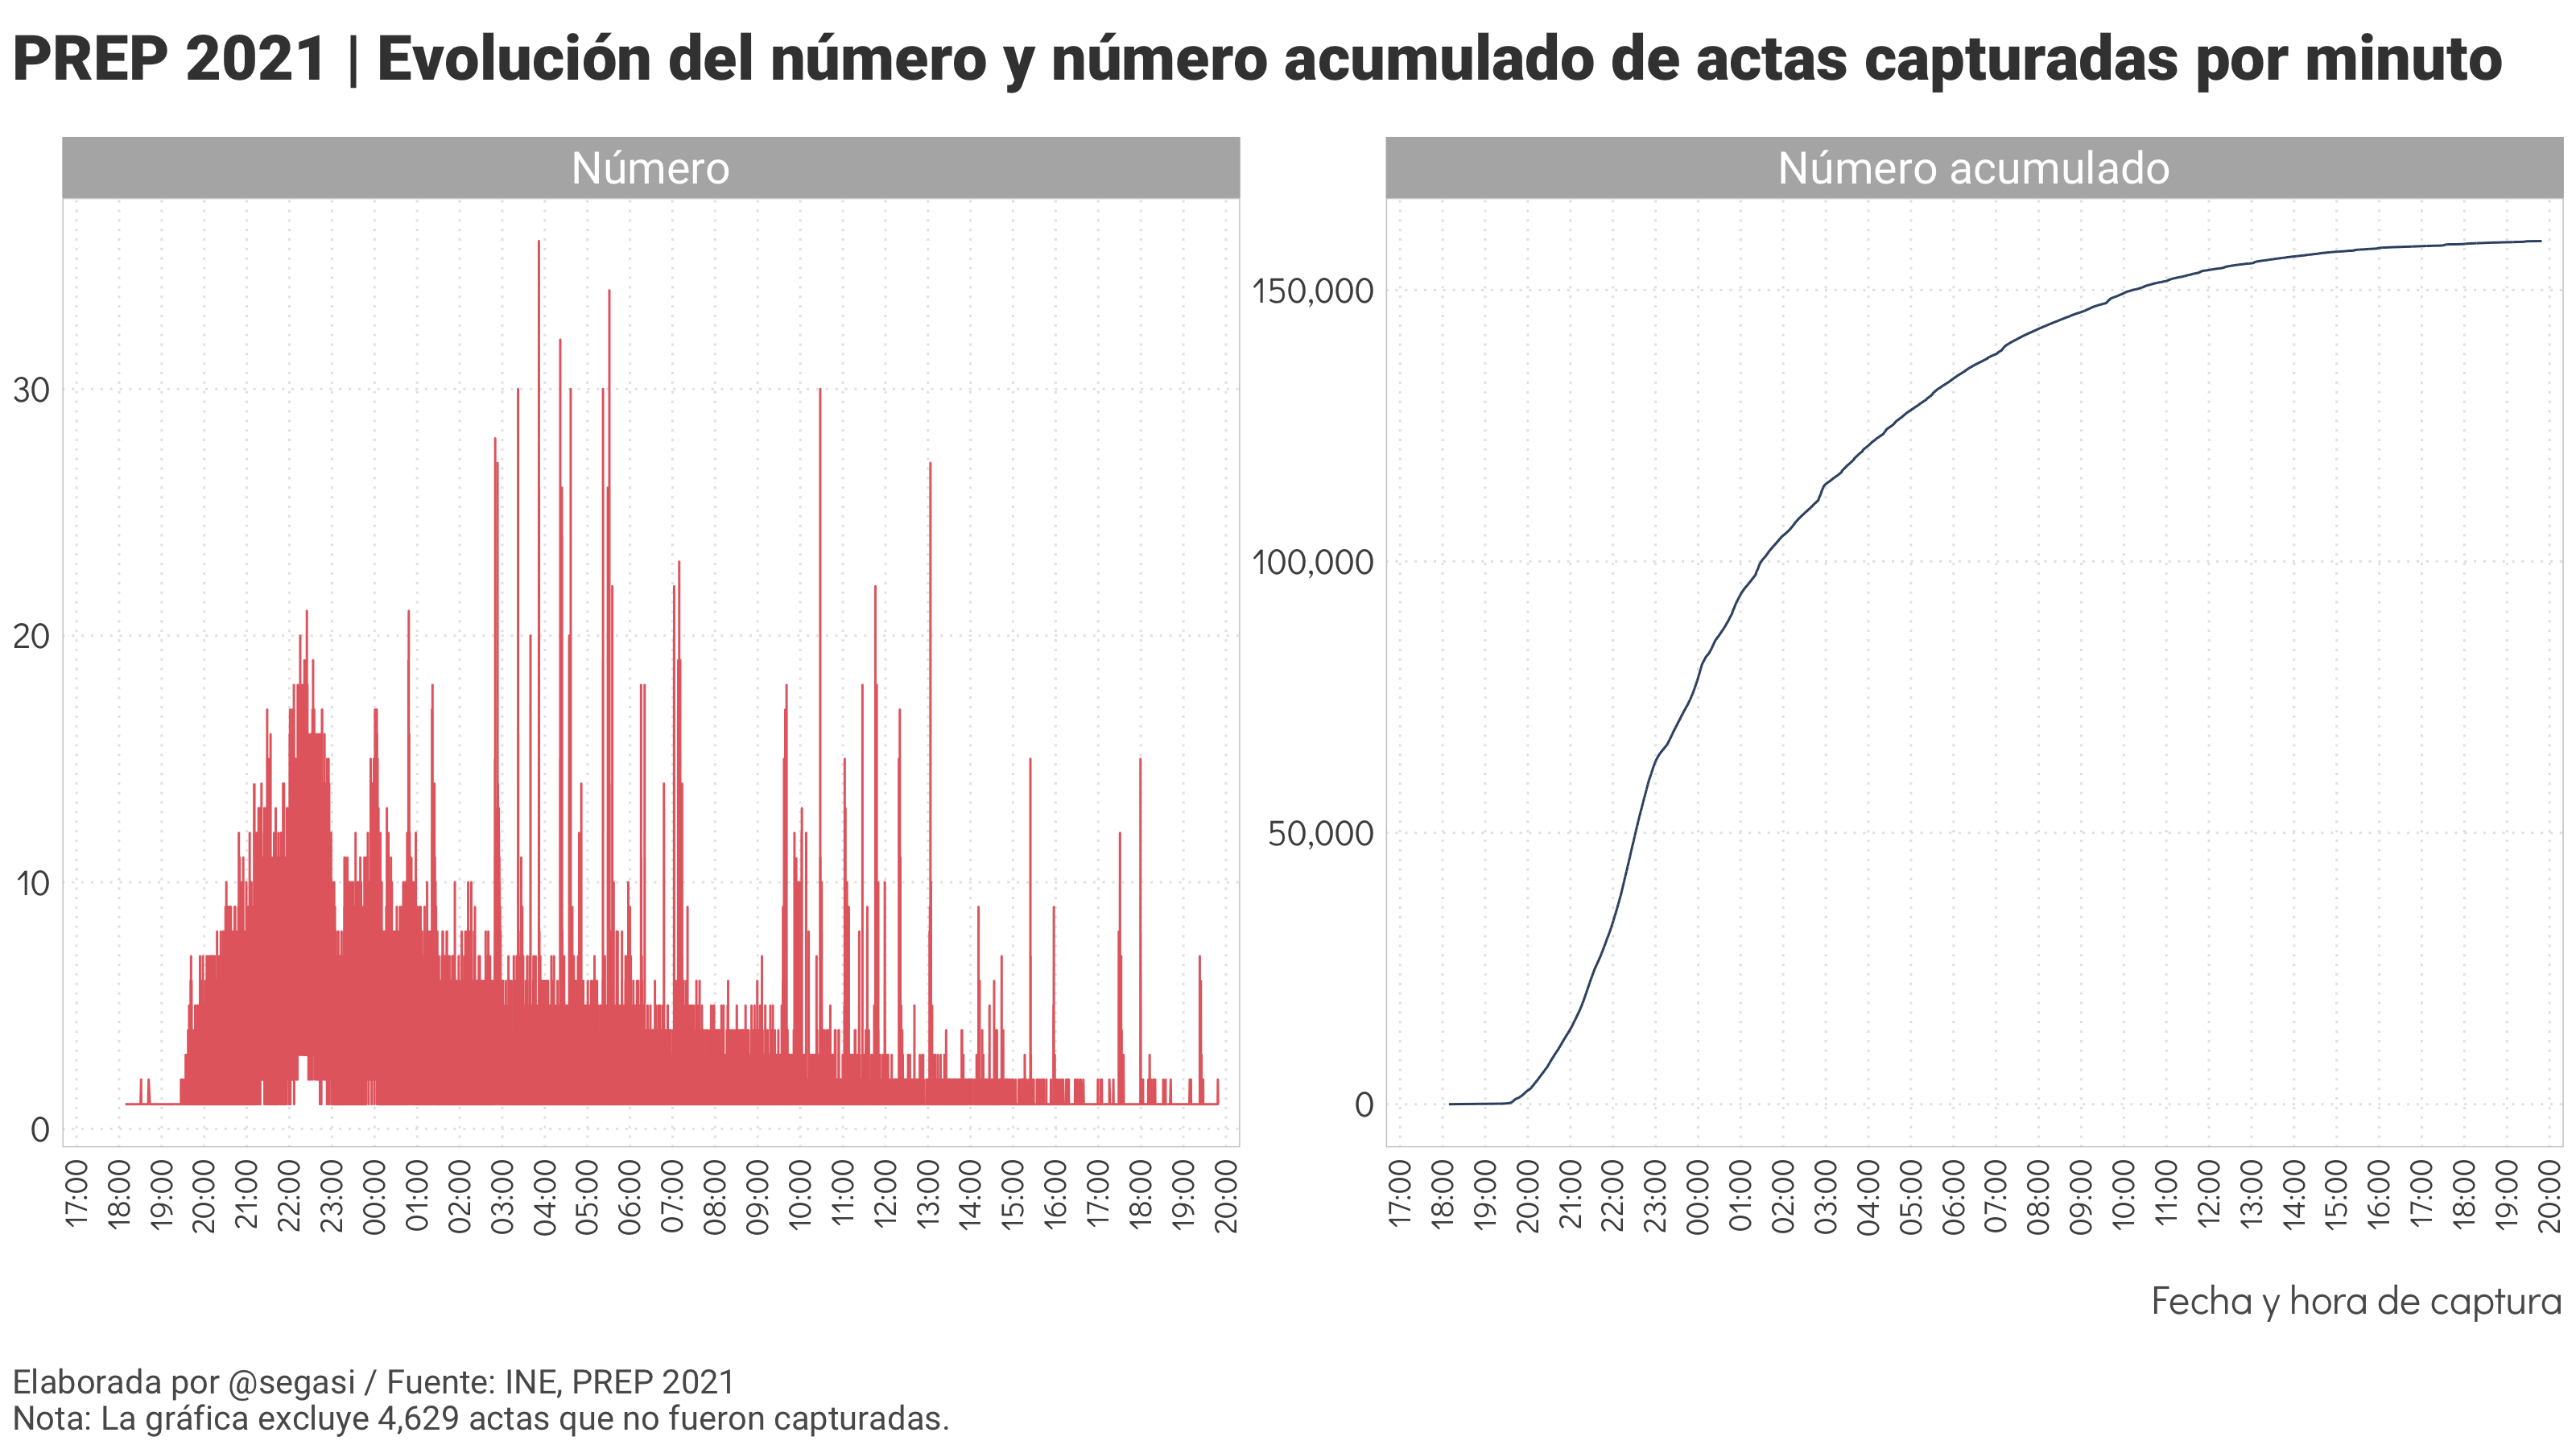 PREP 2021 | Evolución del número y número acumulado de actas capturadas por minuto
Número
30
20
10
0
17:00 18:00 19:00 20:00 21:00 22:00 23:00 00:00 01:00 02:00 03:00 04:00 05:00 06:00 07:00 08:00 09:00 10:00 11:00 12:00 13:00 14:00 15:00 16:00 17:00 18:00 19:00 20:00
Número acumulado
150,000
100,000
50,000
0
17:00 18:00 19:00 20:00 21:00 22:00 23:00 00:00 01:00 02:00 03:00 04:00 05:00 06:00 07:00 08:00 09:00 10:00 11:00 12:00 13:00 14:00 15:00 16:00 17:00 18:00 19:00 20:00
Fecha y hora de captura
Elaborada por @segasi / Fuente: INE, PREP 2021
Nota: La gráfica excluye 4,629 actas que no fueron capturadas.